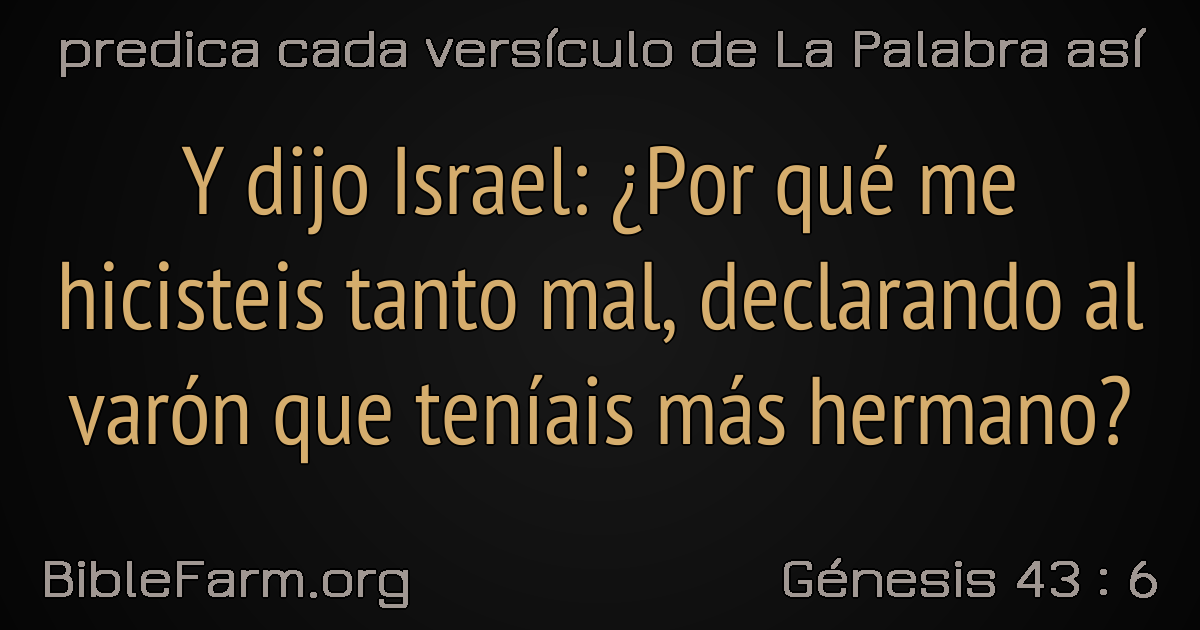 predica cada versículo de La Palabra así
Y dijo Israel: ¿Por qué me
hicisteis tanto mal, declarando al
varón que teníais más hermano?
BibleFarm.org
Génesis 43 : 6